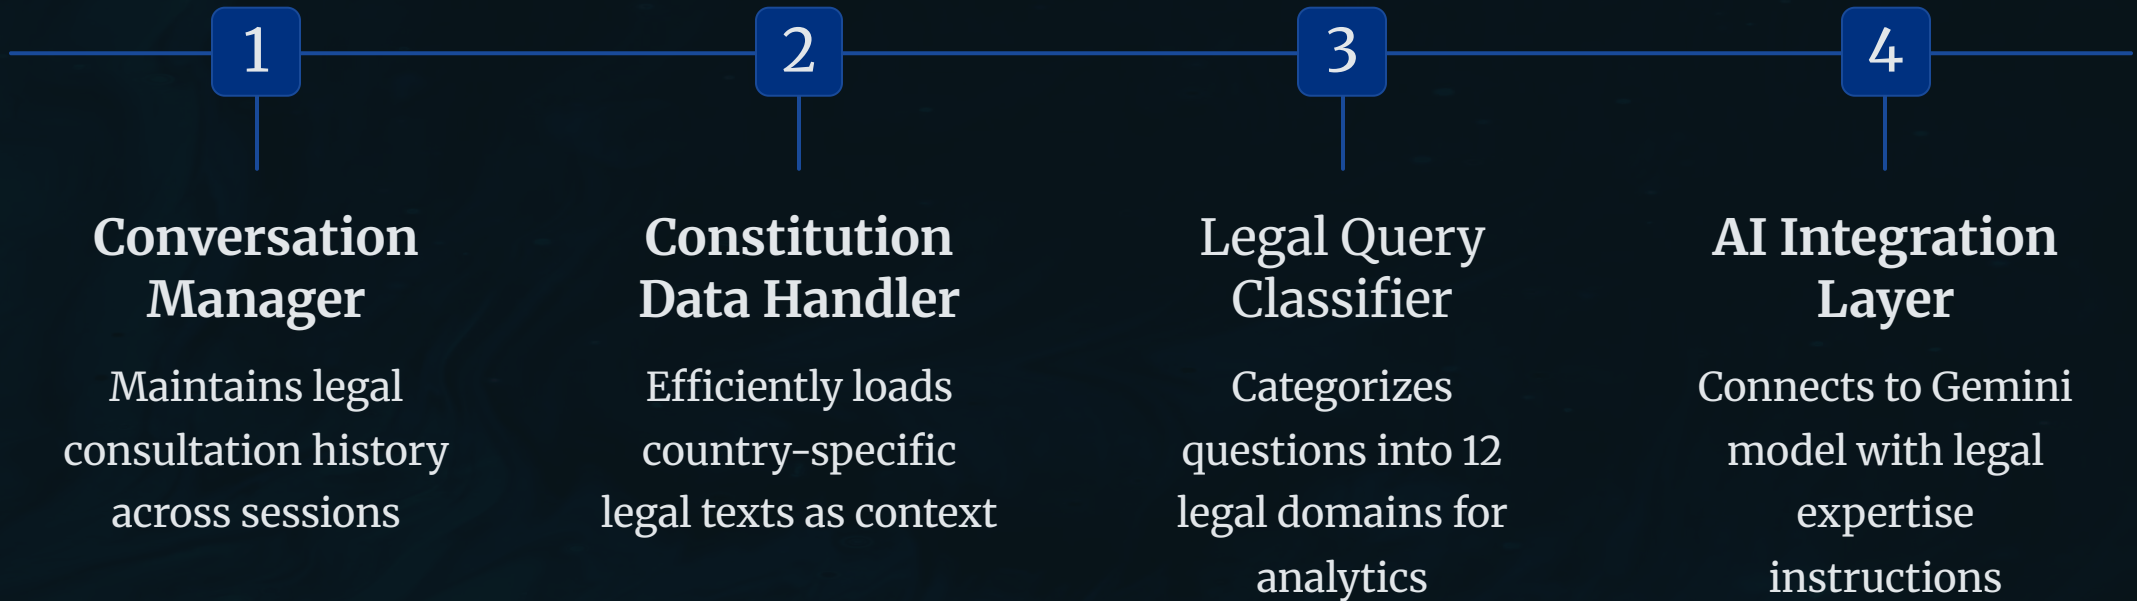 1
2
3
4
Conversation
Manager
Maintains legal
consultation history
across sessions
Constitution
Data Handler
Efficiently loads
country-specific
legal texts as context
Legal Query
Classifier
Categorizes
questions into 12
legal domains for
analytics
AI Integration
Layer
Connects to Gemini
model with legal
expertise
instructions